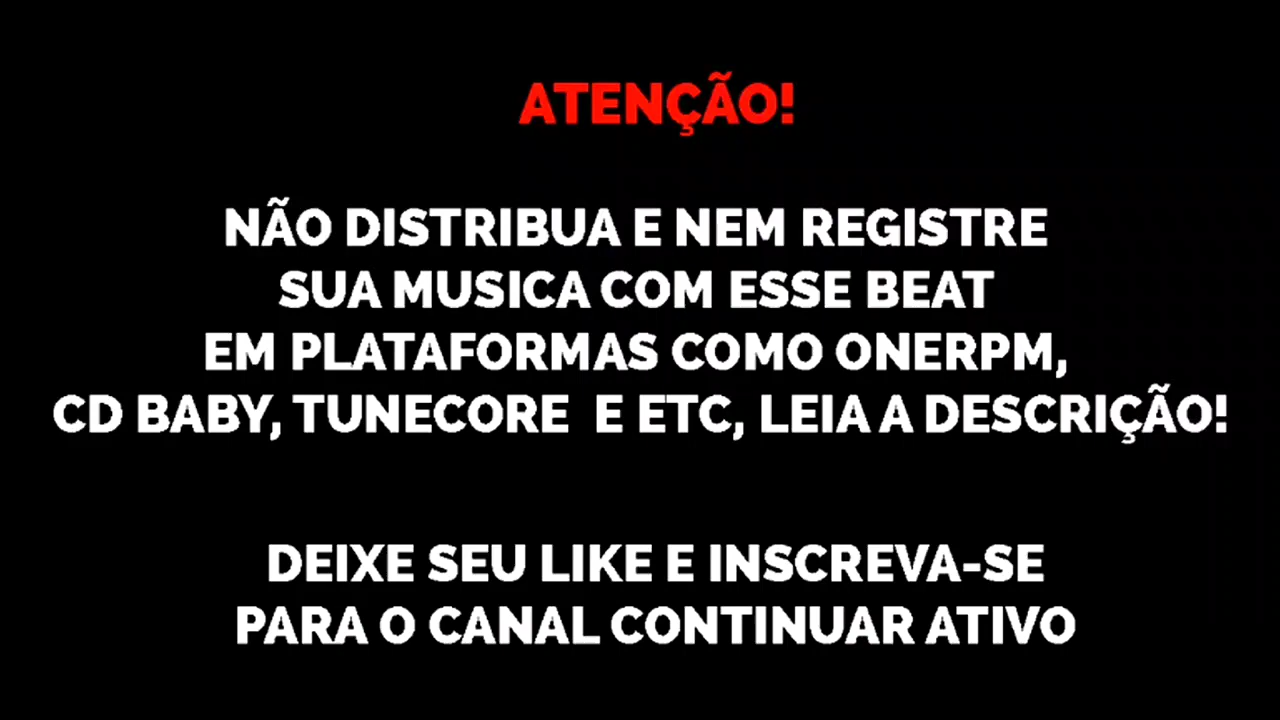 ATENÇÃO!
NÃO DISTRIBUA E NEM REGISTRE
SUA MUSICA COM ESSE BEAT
EM PLATAFORMAS COMO ONERPM,
CD BABY, TUNECORE E ETC, LEIA A DESCRIÇÃO!
DEIXE SEU LIKE E INSCREVA-SE
PARA O CANAL CONTINUAR ATIVO